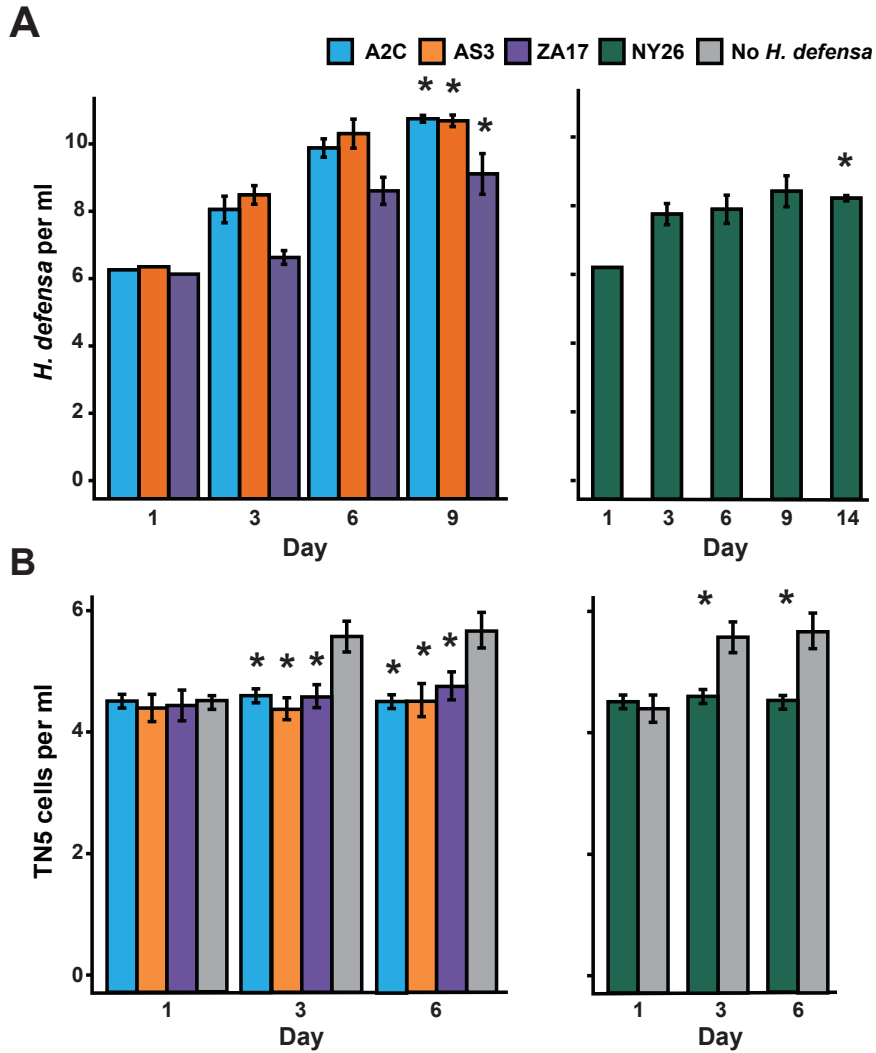 A
A2C AS3 ZA17 NY26 No H. defensa
* * *
*
10
8
6
4
2
0
H. defensa per ml
1 3 6 9
Day
1 3 6 9 14
Day
B
6
4
2
0
TN5 cells per ml
* * * * * *
* *
1 3 6
Day
1 3 6
Day